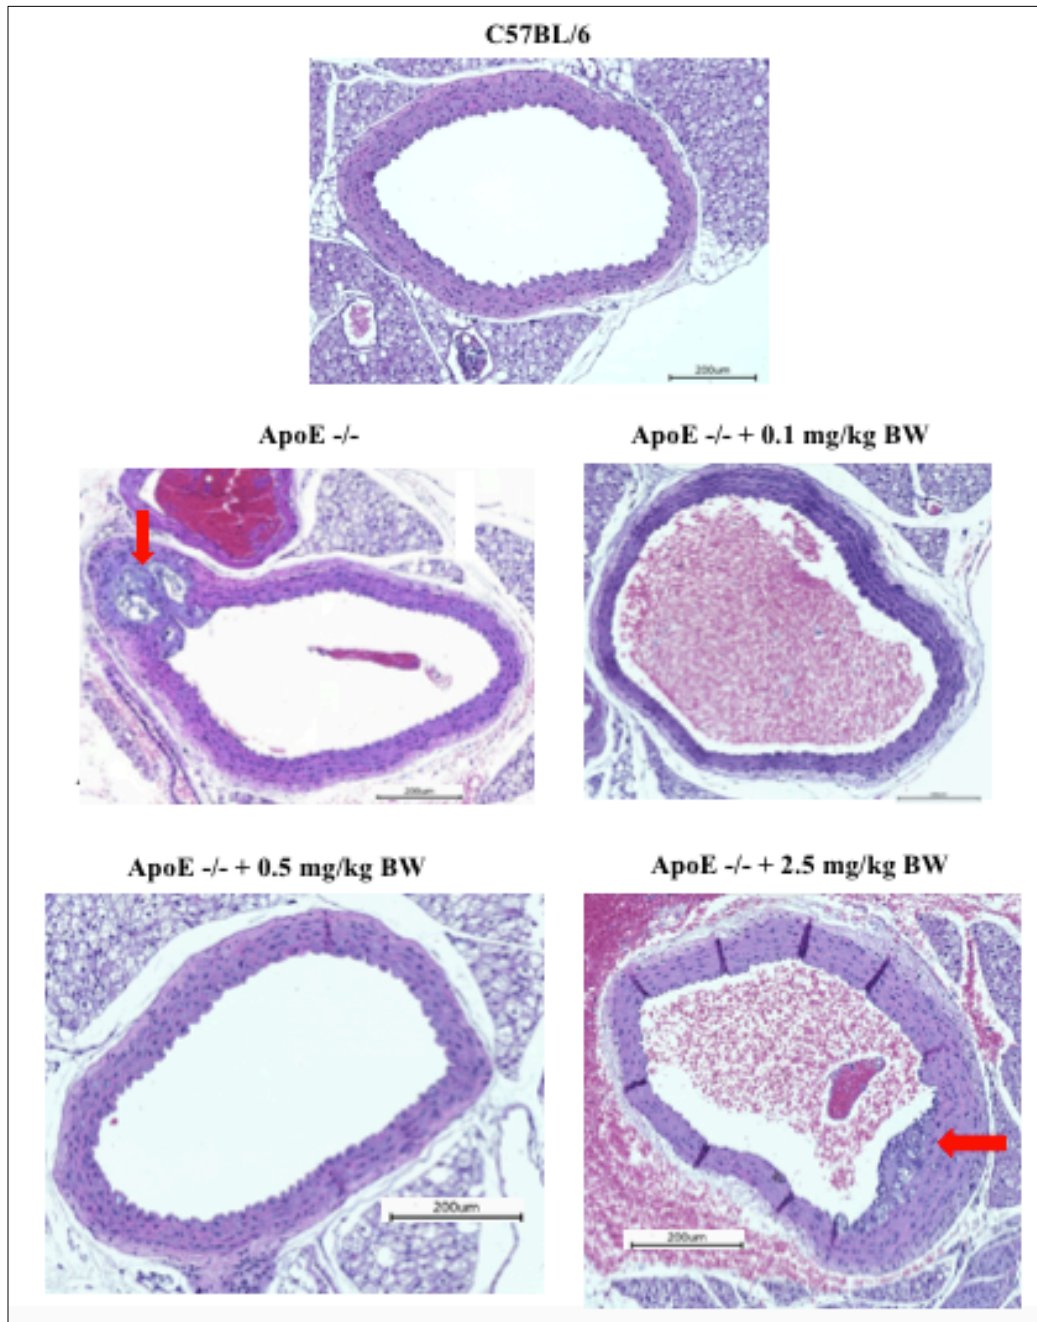 C57BL/6
200um
ApoE -/-
ApoE -/- + 0.1 mg/kg BW
200um
ApoE -/- + 0.5 mg/kg BW
ApoE -/- + 2.5 mg/kg BW
200um
200um